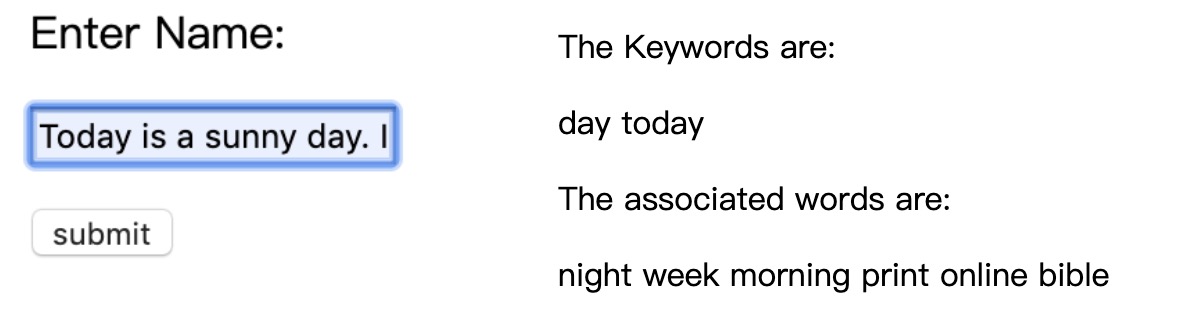 Enter Name:
Today is a sunny day. I
submit
The Keywords are:
day today
The associated words are:
night week morning print online bible